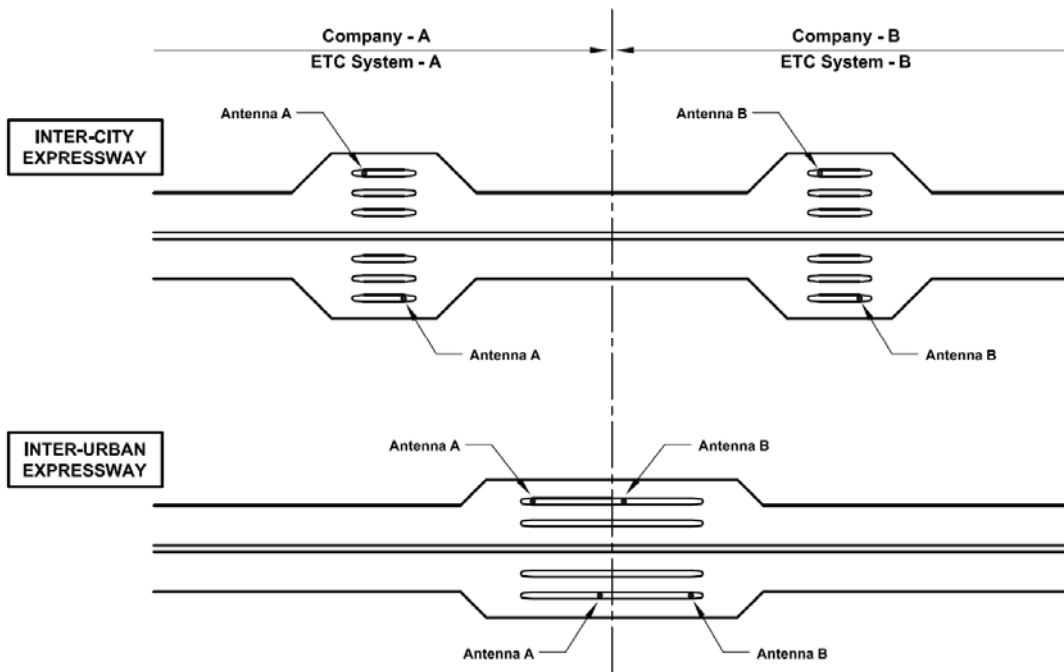 Company - A
ETC System - A
Company - B
ETC System - B
Antenna A
Antenna B
INTER-CITY
EXPRESSWAY
Antenna A
Antenna B
INTER-URBAN
EXPRESSWAY
Antenna A
Antenna B
Antenna A
Antenna B